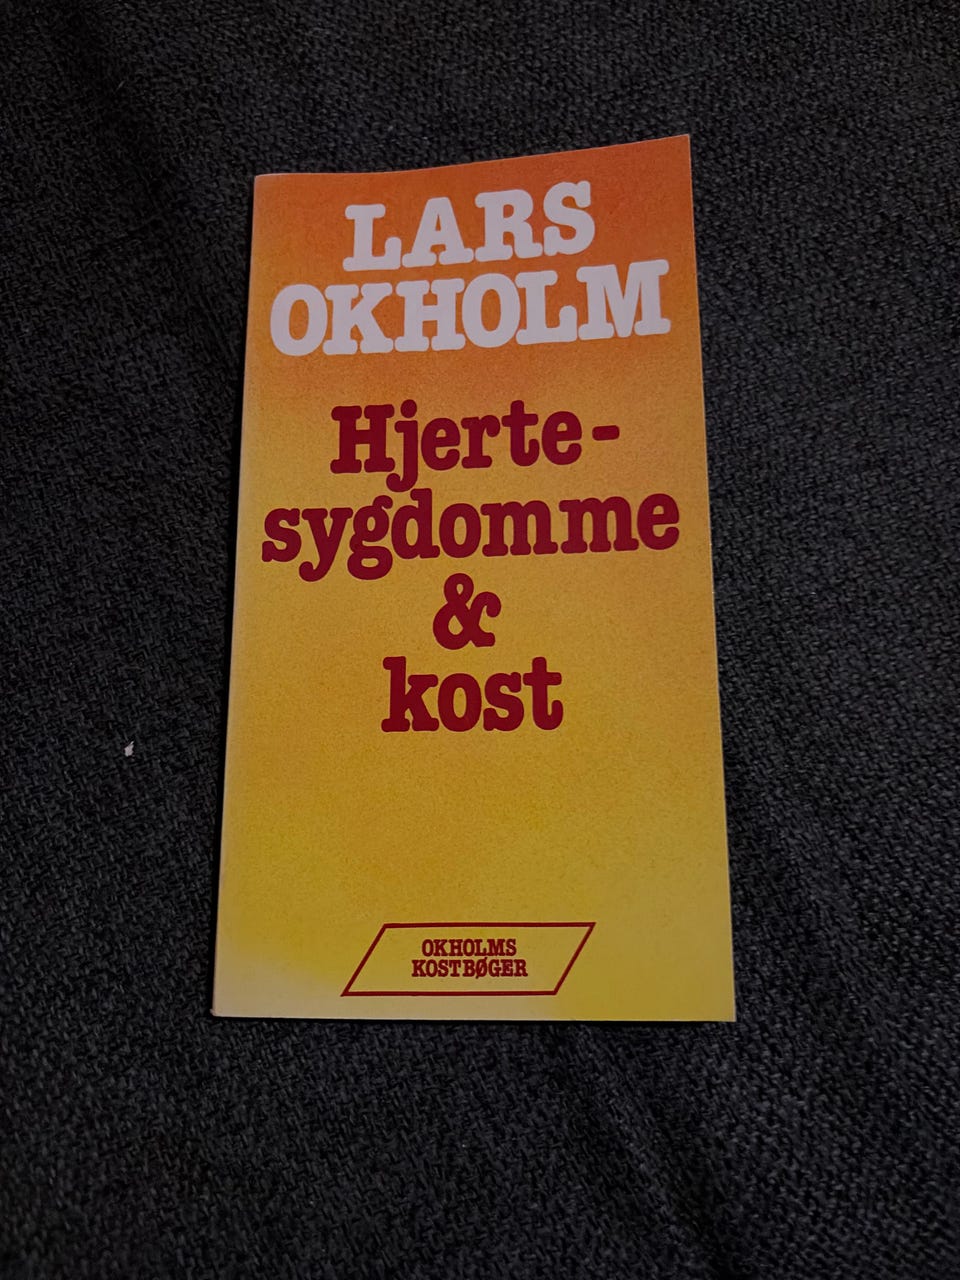 LARS
OKHOLM
Hjerte-
sygdomme
&
kost
OKHOLMS
KOSTBØGER